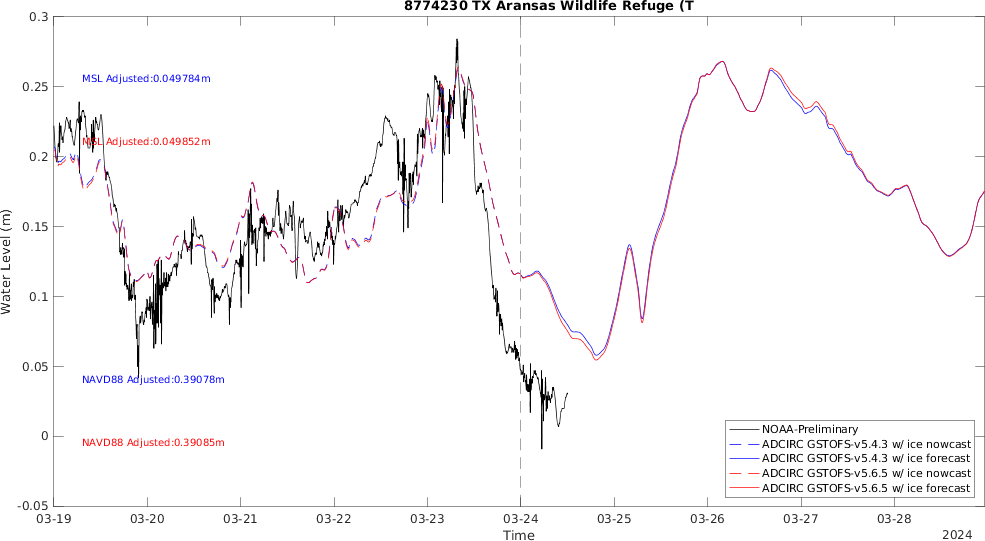 8774230 TX Aransas Wildlife Refuge (T
0.3
0.25
0.2
0.15
0.1
0.05
0
-0.05
Water Level (m)
MSL Adjusted:0.049784m
MSL Adjusted:0.049852m
NAVD88 Adjusted:0.39078m
NAVD88 Adjusted:0.39085m
NOAA-Preliminary
ADCIRC GSTOFS-v5.4.3 w/ ice nowcast
ADCIRC GSTOFS-v5.4.3 w/ ice forecast
ADCIRC GSTOFS-v5.6.5 w/ ice nowcast
ADCIRC GSTOFS-v5.6.5 w/ ice forecast
03-19 03-20 03-21 03-22 03-23 03-24 03-25 03-26 03-27 03-28
Time
2024